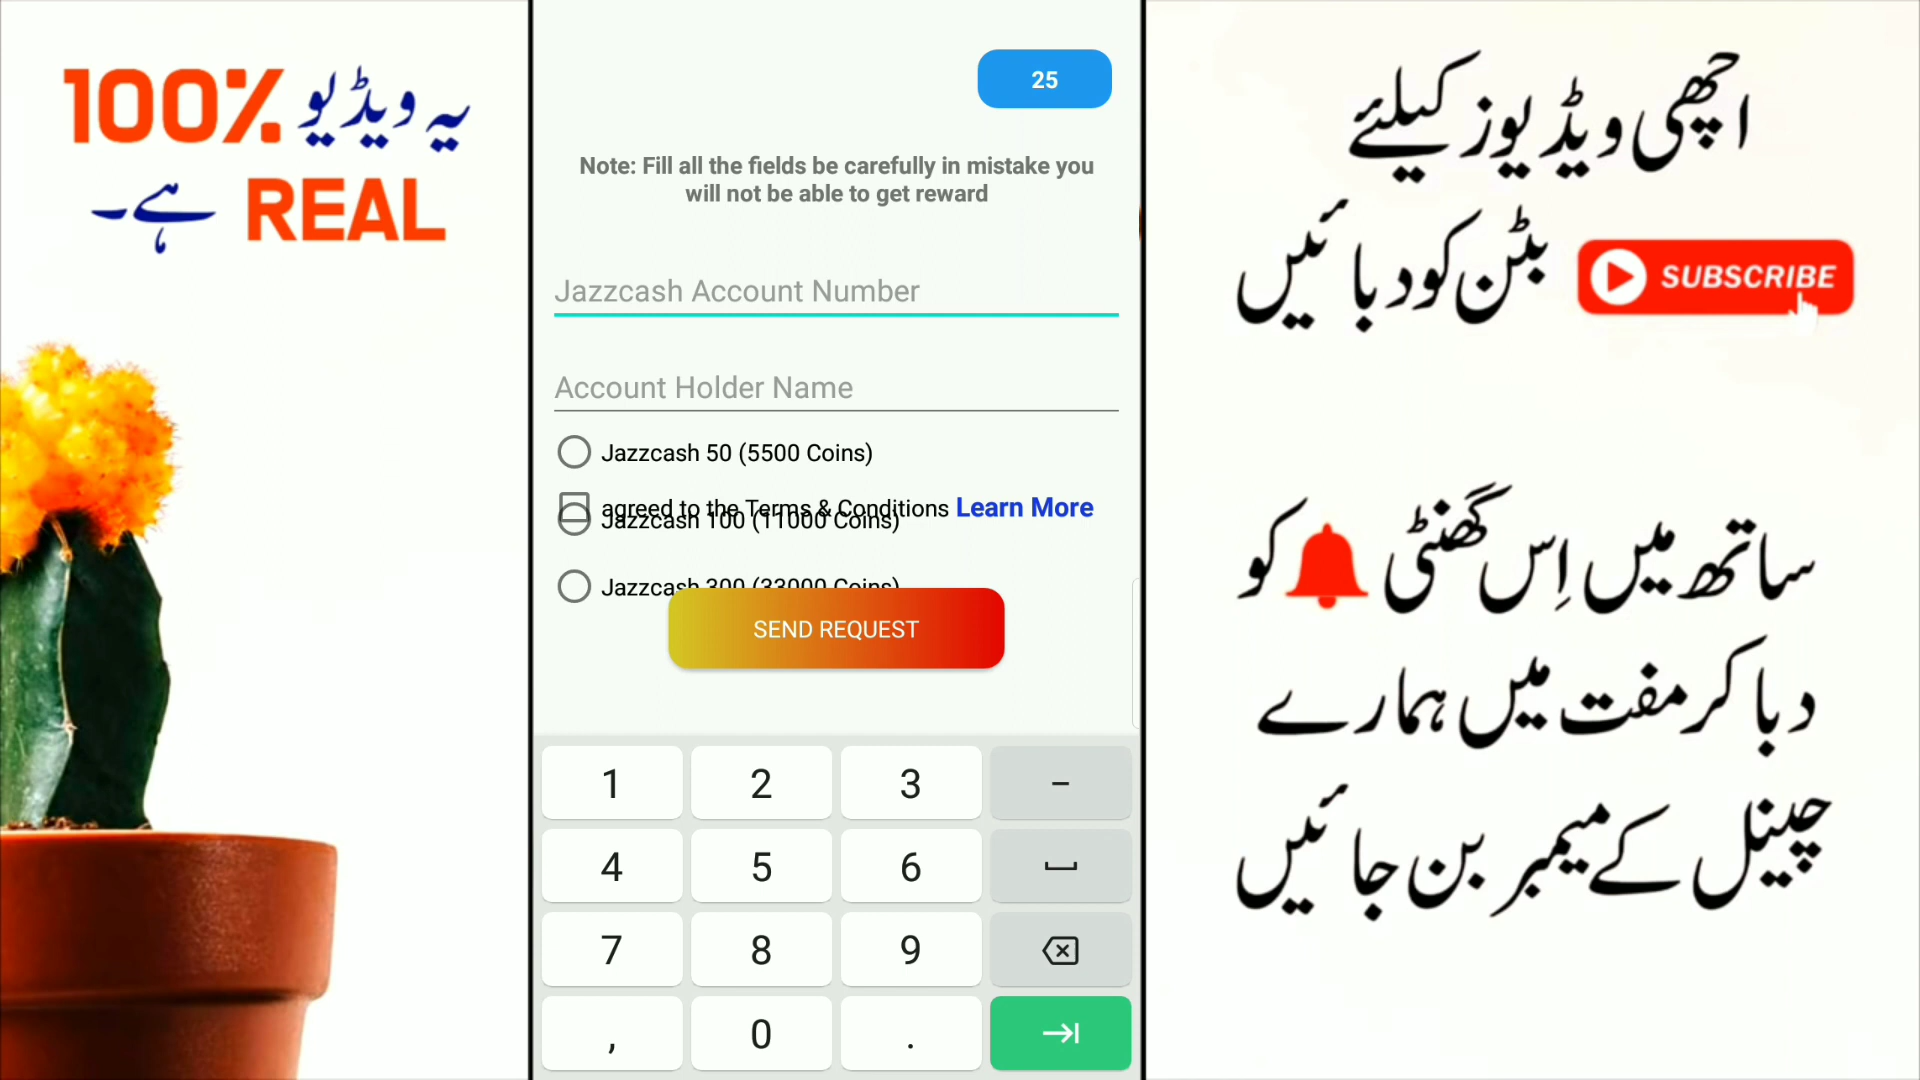 یہ ویڈیو 100%
REAL ہے۔
25
Note: Fill all the fields be carefully in mistake you
will not be able to get reward
Jazzcash Account Number
Account Holder Name
Jazzcash 50 (5500 Coins)
agreed to the Terms & Conditions Learn More
Jazzcash 100 (11000 Coins)
Jazzcash 300 (33000 Coins)
SEND REQUEST
1 2 3 -
4 5 6
7 8 9
, 0 .
اچھی ویڈیوز کیلئے
SUBSCRIBE بٹن کو دبائیں
ساتھ میں اِس گھنٹی کو
دبا کر مفت میں ہمارے
چینل کے میمبر بن جائیں